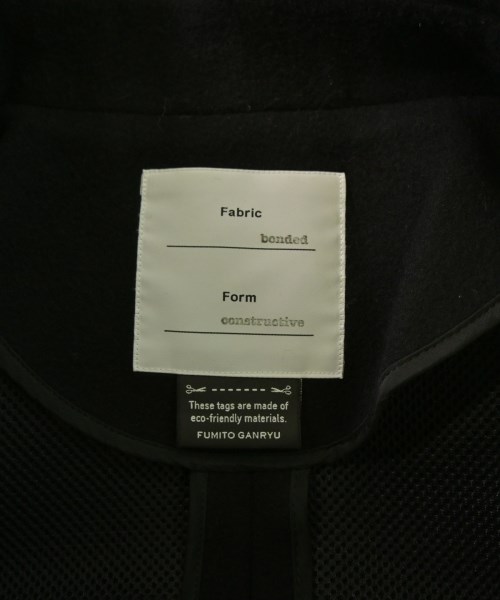 Fabric
bonded
Form
constructive
These tags are made of
eco-friendly materials.
FUMITO GANRYU